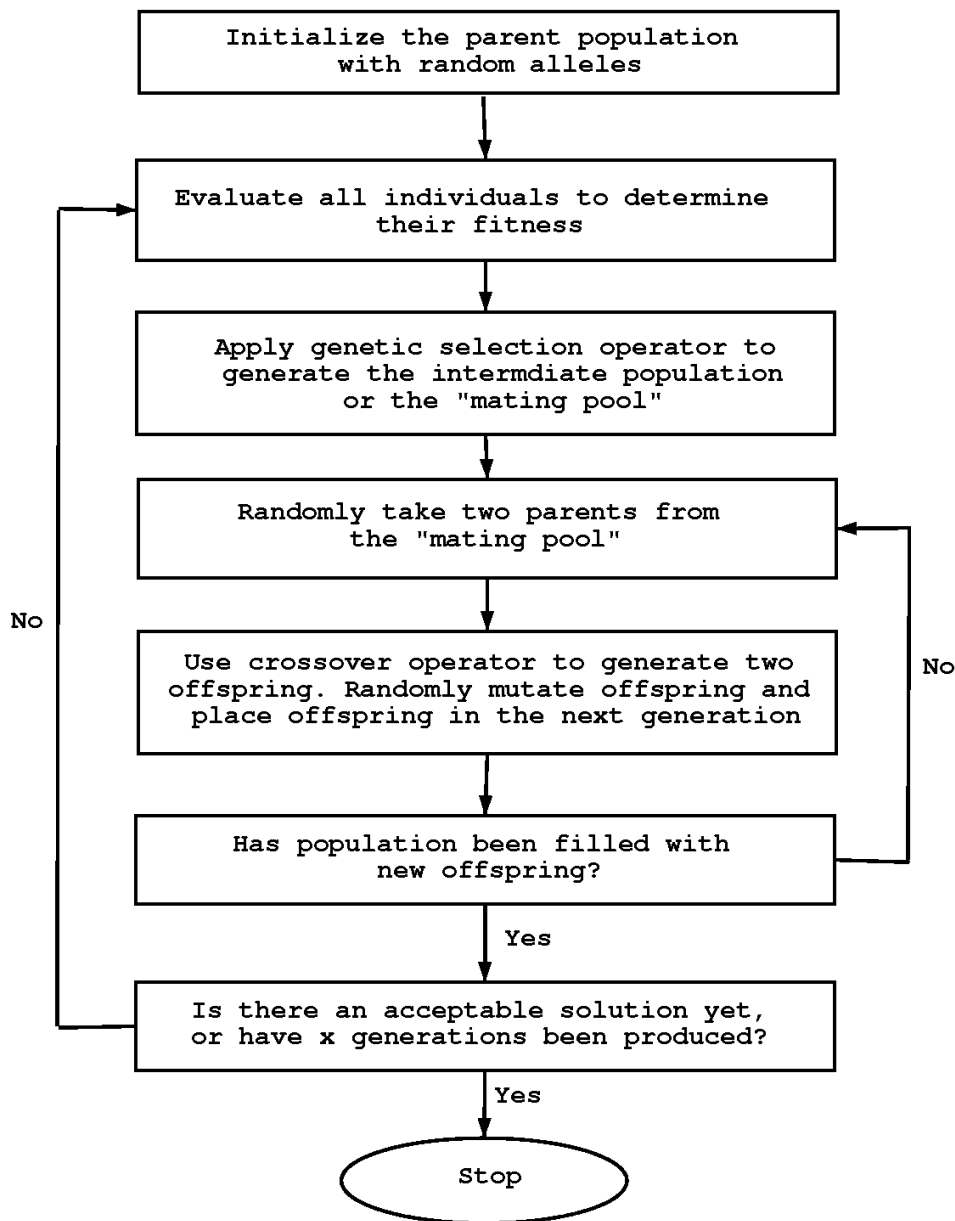 Initialize the parent population
with random alleles
Evaluate all individuals to determine
their fitness
Apply genetic selection operator to
generate the intermdiate population
or the "mating pool"
Randomly take two parents from
the "mating pool"
No
Use crossover operator to generate two
offspring. Randomly mutate offspring and
place offspring in the next generation
No
Has population been filled with
new offspring?
Yes
Is there an acceptable solution yet,
or have x generations been produced?
Yes
Stop